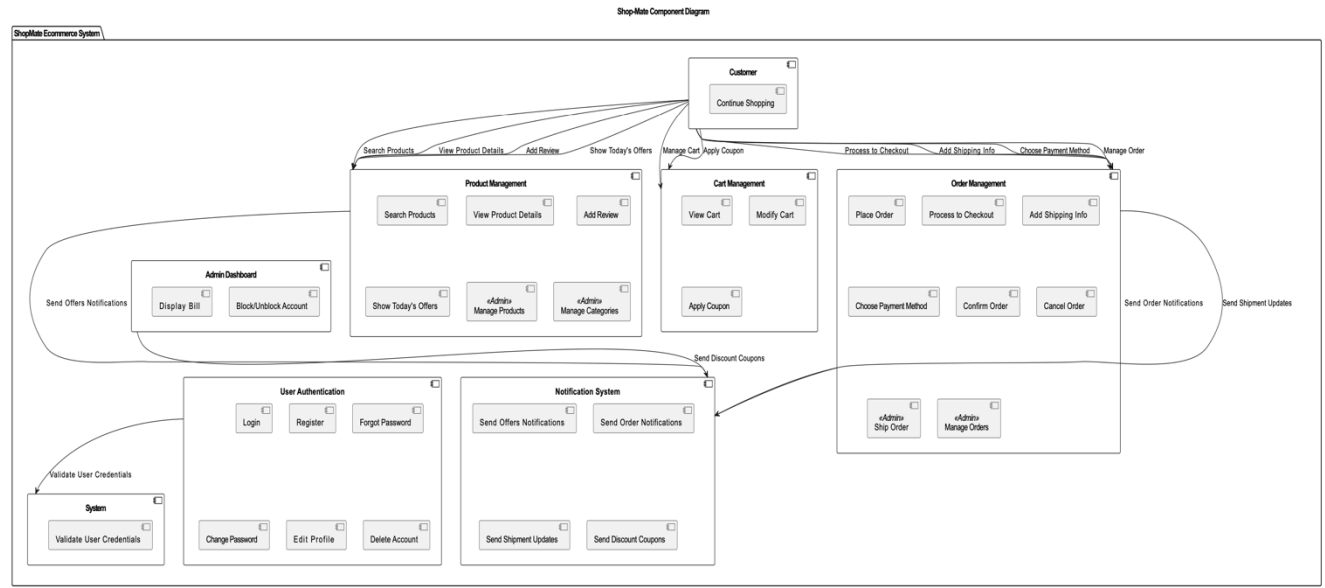 Shop-Mate Component Diagram
ShopMate Ecommerce System
Customer
Continue Shopping
Search Products
View Product Details
Add Review
Show Today's Offers
Manage Cart
Apply Coupon
Process to Checkout
Add Shipping Info
Choose Payment Method
Manage Order
Product Management
Search Products
View Product Details
Add Review
Show Today's Offers
«Admin»
Manage Products
«Admin»
Manage Categories
Cart Management
View Cart
Modify Cart
Apply Coupon
Order Management
Place Order
Process to Checkout
Add Shipping Info
Choose Payment Method
Confirm Order
Cancel Order
«Admin»
Ship Order
«Admin»
Manage Orders
Admin Dashboard
Display Bill
Block/Unblock Account
Send Offers Notifications
Send Order Notifications
Send Shipment Updates
Send Discount Coupons
User Authentication
Login
Register
Forgot Password
Change Password
Edit Profile
Delete Account
Notification System
Send Offers Notifications
Send Order Notifications
Send Shipment Updates
Send Discount Coupons
Validate User Credentials
System
Validate User Credentials